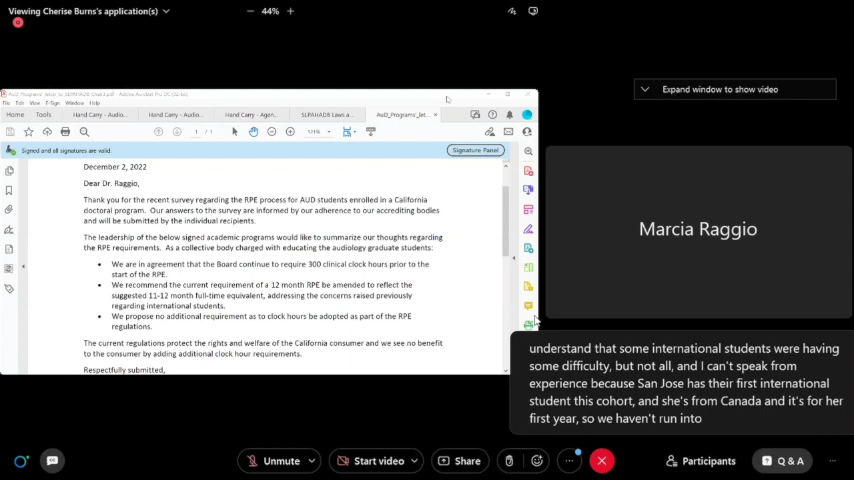 Viewing Cherise Burns's application(s)
44%
Expand window to show video
File Edit View E-Sign Window Help
Home Tools Hand Carry - Audio... Hand Carry - Audio... Hand Carry - Agen... SLPAHADB Laws a... AuD_Programs'_let...
1 / 1
Signed and all signatures are valid.
Signature Panel
December 2, 2022
Dear Dr. Raggio,
Thank you for the recent survey regarding the RPE process for AUD students enrolled in a California
doctoral program. Our answers to the survey are informed by our adherence to our accrediting bodies
and will be submitted by the individual recipients.
The leadership of the below signed academic programs would like to summarize our thoughts regarding
the RPE requirements. As a collective body charged with educating the audiology graduate students:
• We are in agreement that the Board continue to require 300 clinical clock hours prior to the
start of the RPE.
• We recommend the current requirement of a 12 month RPE be amended to reflect the
suggested 11-12 month full-time equivalent, addressing the concerns raised previously
regarding international students.
• We propose no additional requirement as to clock hours be adopted as part of the RPE
regulations.
The current regulations protect the rights and welfare of the California consumer and we see no benefit
to the consumer by adding additional clock hour requirements.
Respectfully submitted,
Marcia Raggio
understand that some international students were having
some difficulty, but not all, and I can't speak from
experience because San Jose has their first international
student this cohort, and she's from Canada and it's for her
first year, so we haven't run into
Unmute
Start video
Share
Participants
Q & A